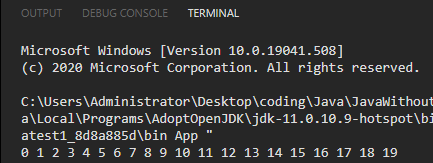 OUTPUT DEBUG CONSOLE TERMINAL
Microsoft Windows [Version 10.0.19041.508]
(c) 2020 Microsoft Corporation. All rights reserved.
C:\Users\Administrator\Desktop\coding\Java\JavaWithout
a\Local\Programs\AdoptOpenJDK\jdk-11.0.10.9-hotspot\bi
atest1_8d8a885d\bin App "
0 1 2 3 4 5 6 7 8 9 10 11 12 13 14 15 16 17 18 19